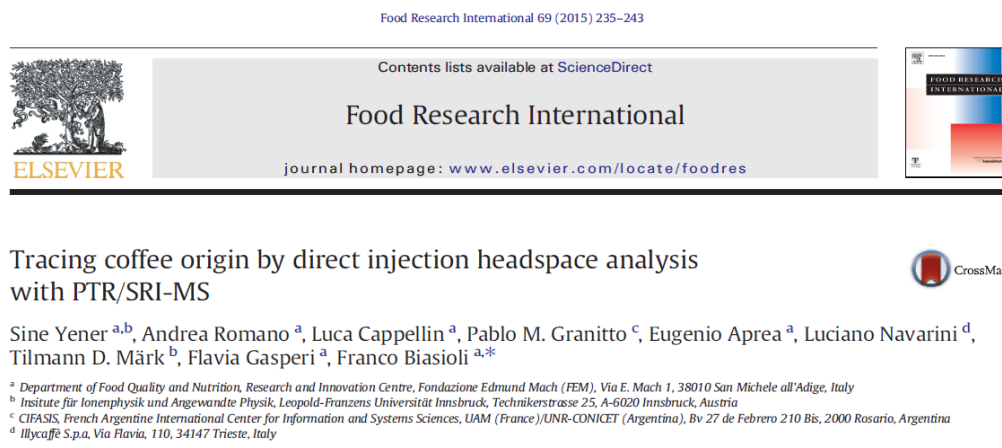 Food Research International 69 (2015) 235–243
Contents lists available at ScienceDirect
Food Research International
journal homepage: www.elsevier.com/locate/foodres
ELSEVIER
FOOD RESEARCH
INTERNATIONAL
Tracing coffee origin by direct injection headspace analysis
with PTR/SRI-MS
CrossMa
Sine Yener a,b, Andrea Romano a, Luca Cappellin a, Pablo M. Granitto c, Eugenio Aprea a, Luciano Navarini d,
Tilmann D. Märk b, Flavia Gasperi a, Franco Biasioli a,*
a Department of Food Quality and Nutrition, Research and Innovation Centre, Fondazione Edmund Mach (FEM), Via E. Mach 1, 38010 San Michele all'Adige, Italy
b Insitute für Ionenphysik und Angewandte Physik, Leopold-Franzens Universität Innsbruck, Technikerstrasse 25, A-6020 Innsbruck, Austria
c CIFASIS, French Argentine International Center for Information and Systems Sciences, UAM (France)/UNR-CONICET (Argentina), Bv 27 de Febrero 210 Bis, 2000 Rosario, Argentina
d Illycaffè S.p.a, Via Flavia, 110, 34147 Trieste, Italy